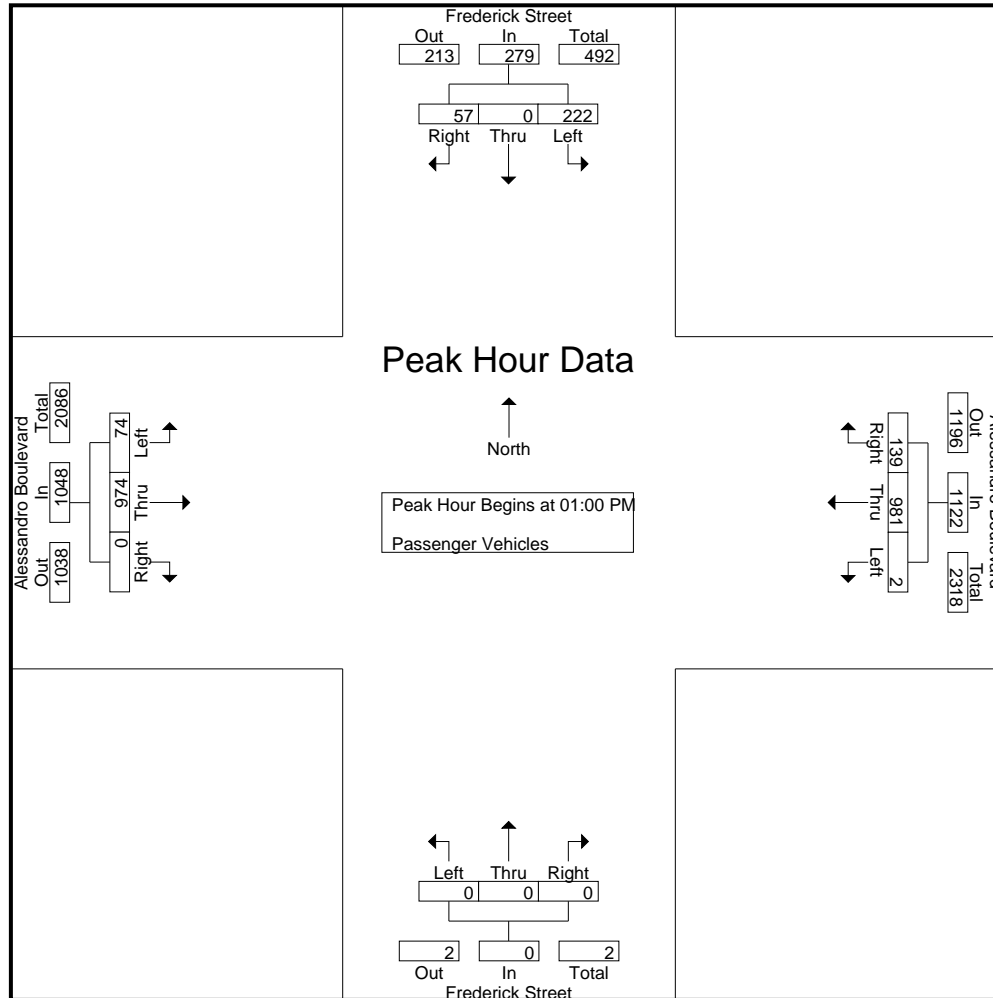 Frederick Street
Out In Total
213 279 492
57 0 222
Right Thru Left
Peak Hour Data
North
Peak Hour Begins at 01:00 PM
Passenger Vehicles
Alessandro Boulevard
Total In Out
2086 1048 1038
74 974 0
Left Thru Right
Out In Total
1196 1122 2318
139 981 2
Right Thru Left
Left Thru Right
0 0 0
2 0 2
Out In Total
Frederick Street